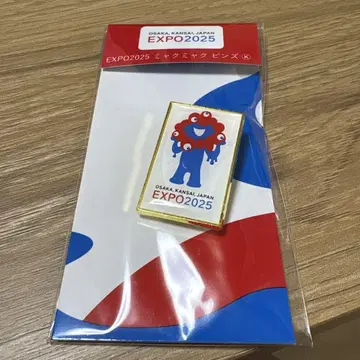 OSAKA, KANSAI, JAPAN
EXPO2025
EXPO2025 ミャクミャク ピンズ Ⓚ
OSAKA, KANSAI, JAPAN
EXPO2025